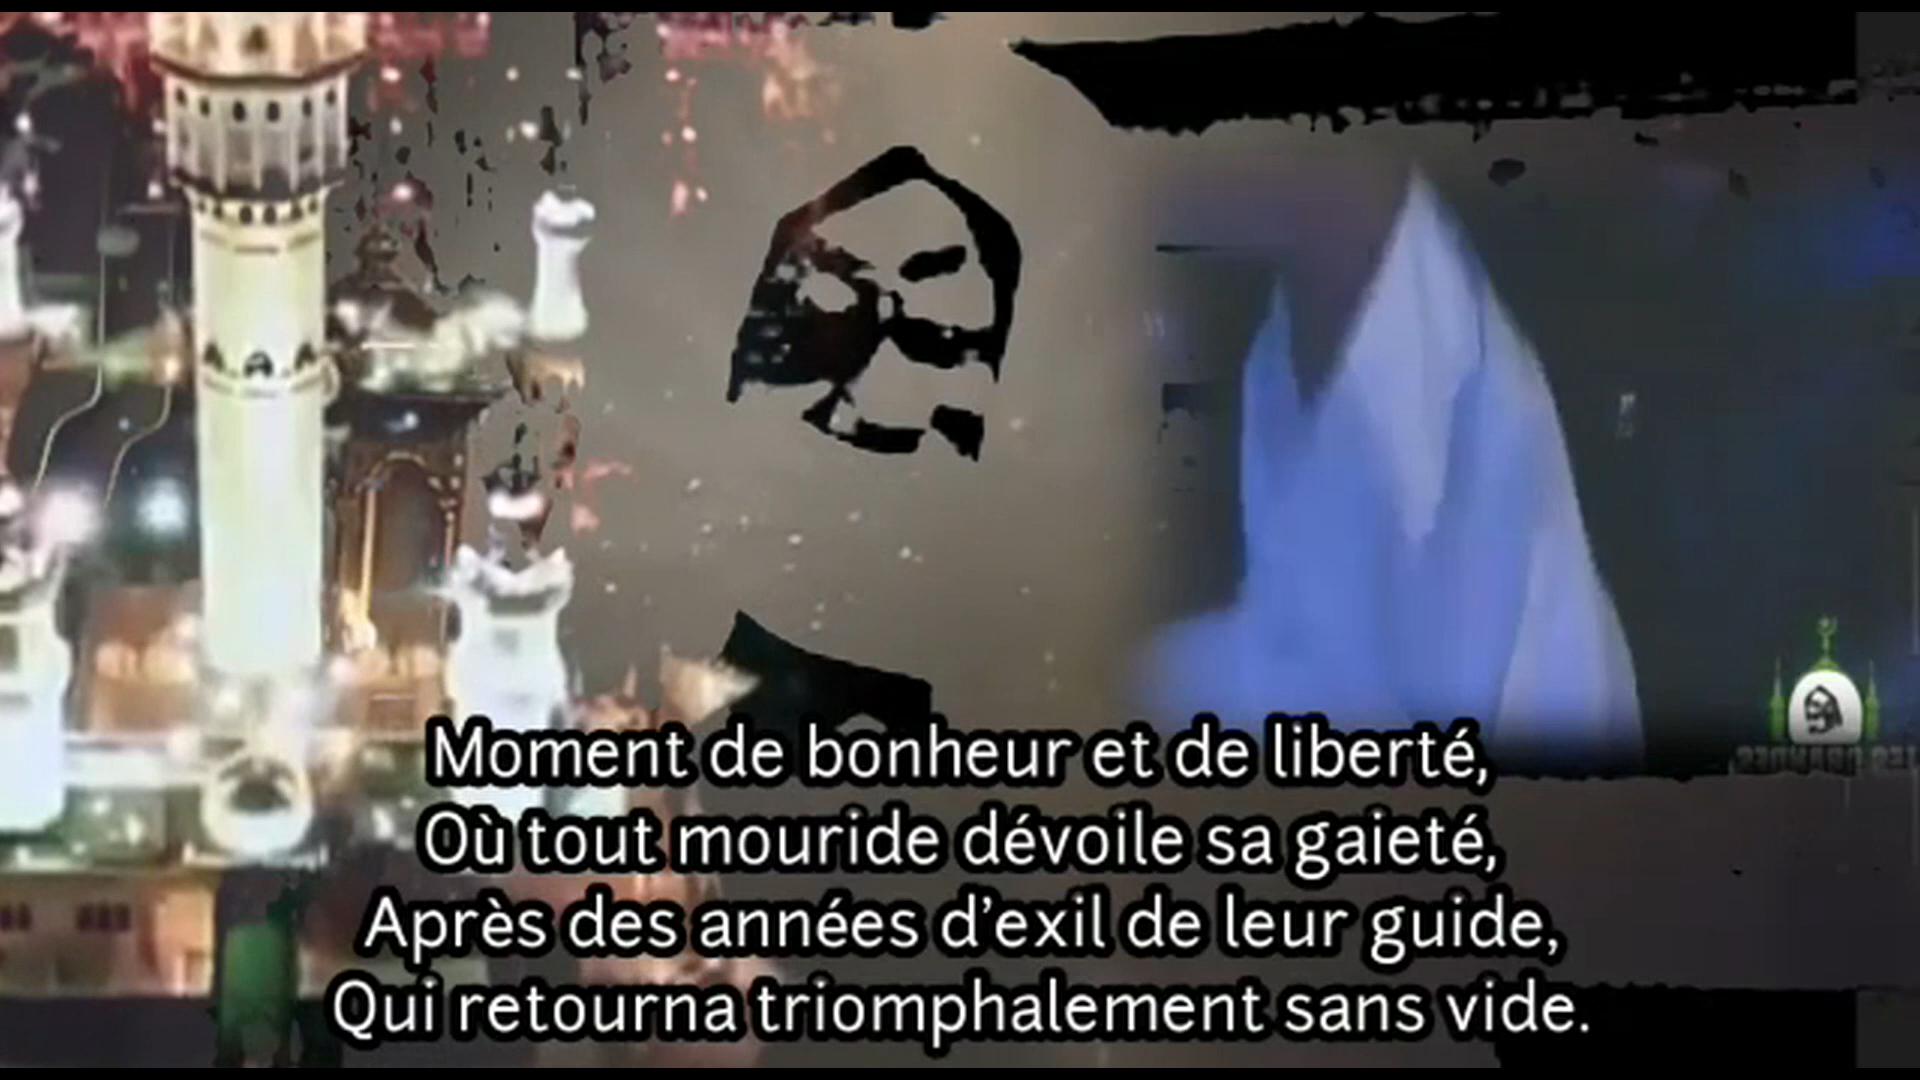 Moment de bonheur et de liberté,
Où tout mouride dévoile sa gaieté,
Après des années d’exil de leur guide,
Qui retourna triomphalement sans vide.